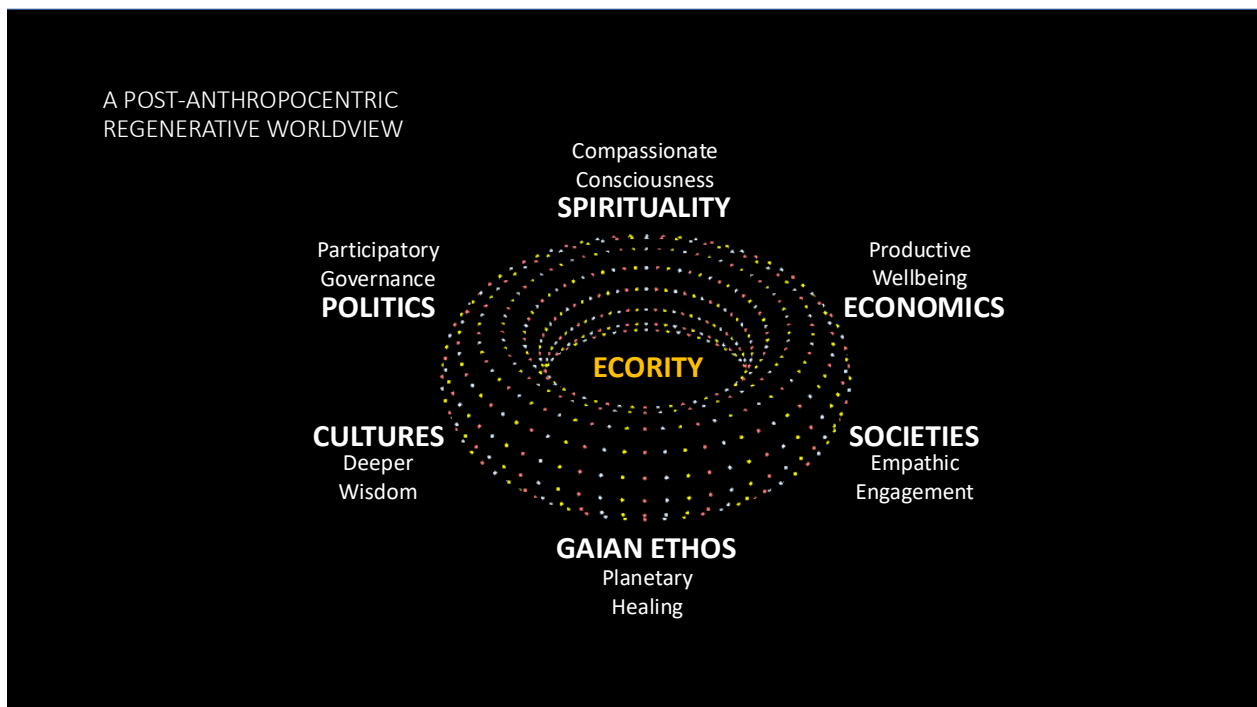 A POST-ANTHROPOCENTRIC
REGENERATIVE WORLDVIEW
Compassionate
Consciousness
SPIRITUALITY
Participatory
Governance
POLITICS
Productive
Wellbeing
ECONOMICS
ECORITY
CULTURES
Deeper
Wisdom
SOCIETIES
Empathic
Engagement
GAIAN ETHOS
Planetary
Healing